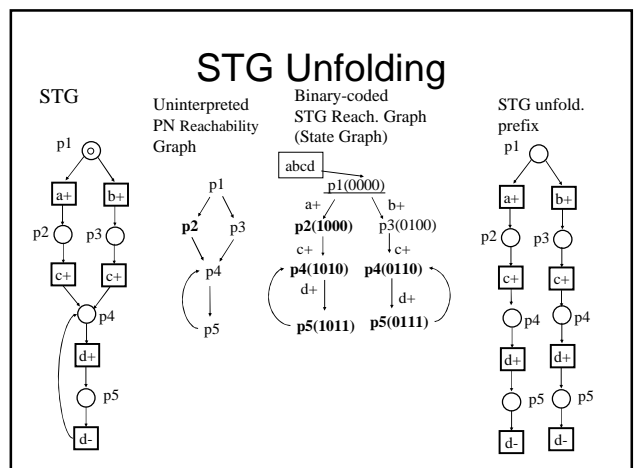 STG Unfolding
STG
Uninterpreted
PN Reachability
Graph
Binary-coded
STG Reach. Graph
(State Graph)
STG unfold.
prefix
p1
a+
b+
p2
p3
c+
c+
p4
d+
p5
d-
p1
p2
p3
p4
p5
abcd
p1(0000)
a+
b+
p2(1000)
p3(0100)
c+
c+
p4(1010)
p4(0110)
d+
d+
p5(1011)
p5(0111)
p1
a+
b+
p2
p3
c+
c+
p4
p4
d+
d+
p5
p5
d-
d-